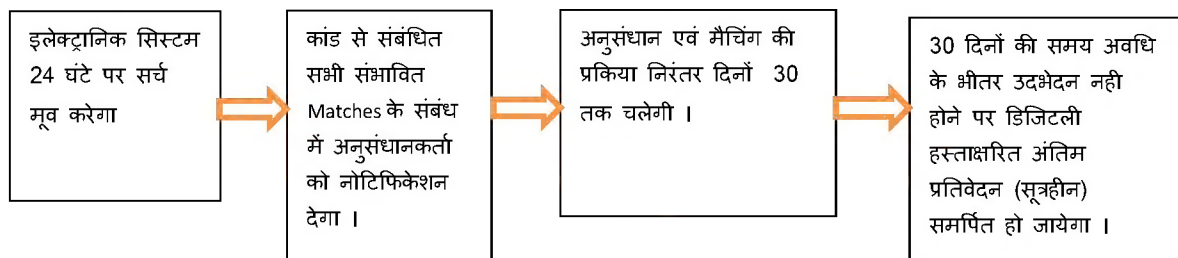 इलेक्ट्रानिक सिस्टम
24 घंटे पर सर्च
मूव करेगा
कांड से संबंधित
सभी संभावित
Matches के संबंध
में अनुसंधानकर्ता
को नोटिफिकेशन
देगा ।
अनुसंधान एवं मैचिंग की
प्रकिया निरंतर दिनों 30
तक चलेगी ।
30 दिनों की समय अवधि
के भीतर उदभेदन नही
होने पर डिजिटली
हस्ताक्षरित अंतिम
प्रतिवेदन (सूत्रहीन)
समर्पित हो जायेगा ।